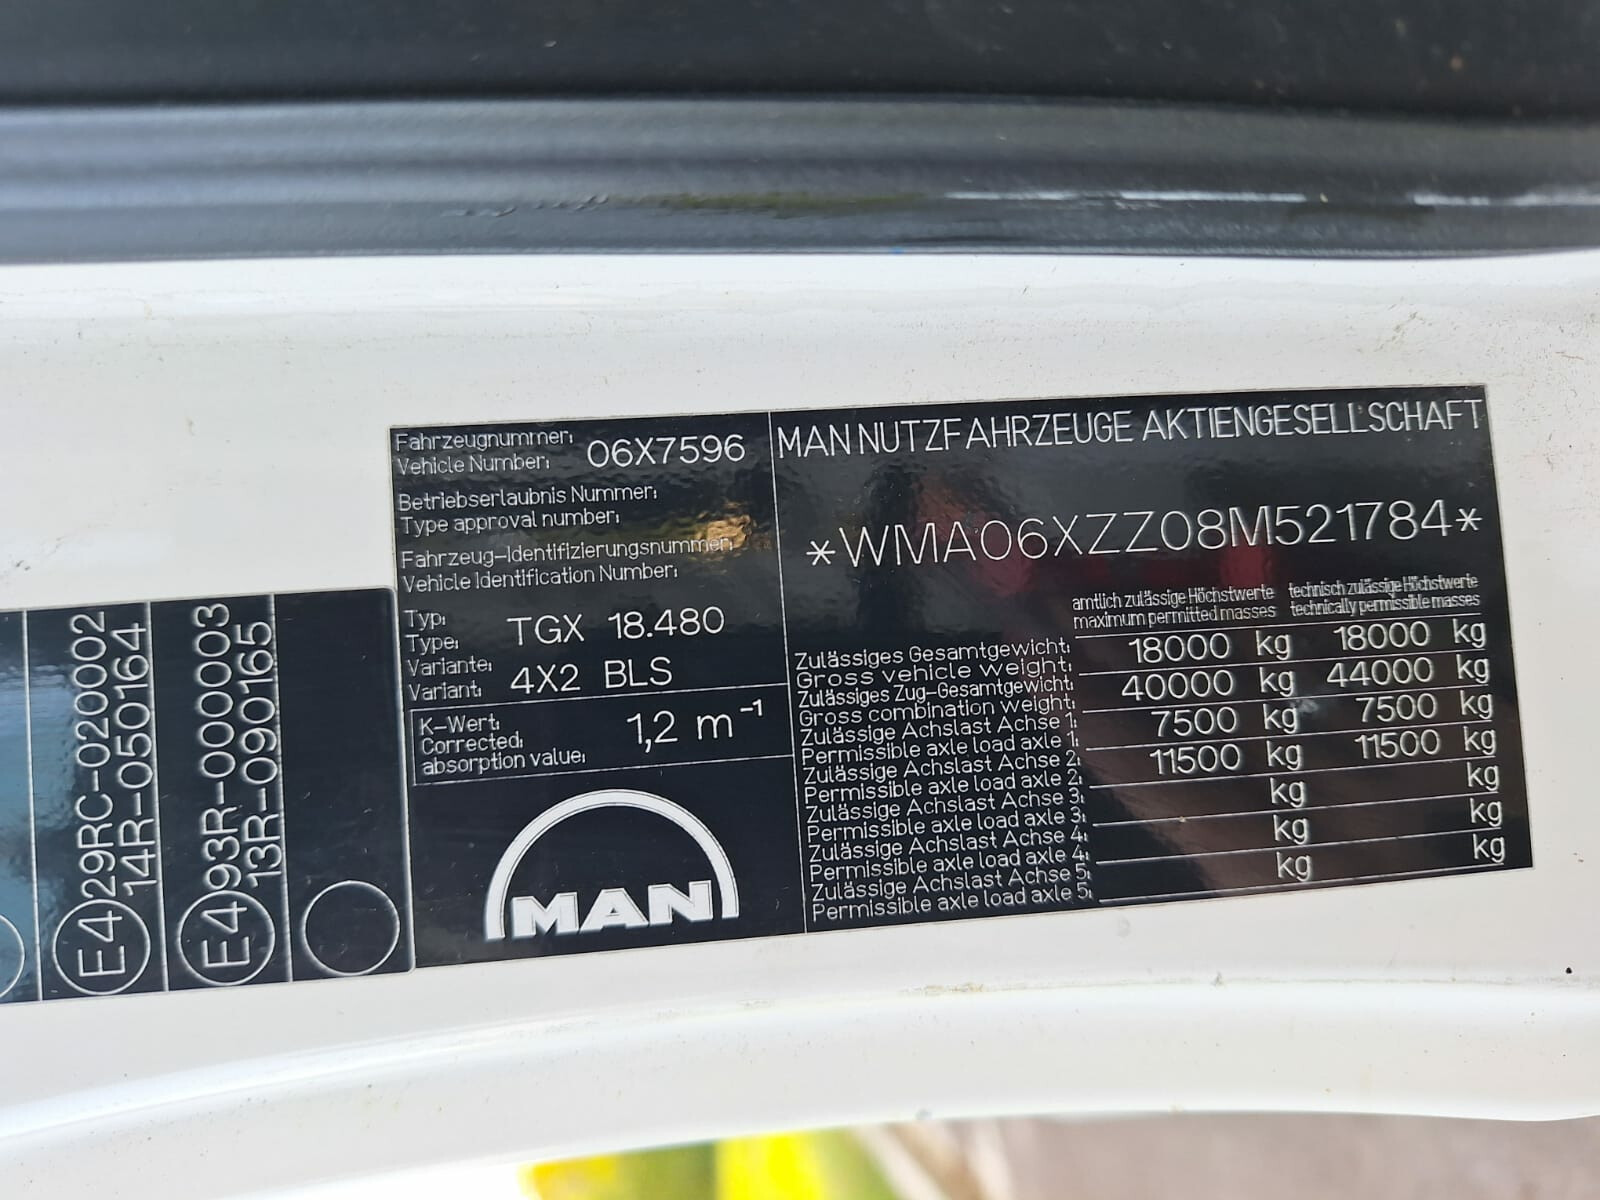 E4 29RC-020002
14R-050164
E4 93R-000003
13R-090165
Fahrzeugnummer: 06X7596
Vehicle Number:
Betriebserlaubnis Nummer:
Type approval number:
Fahrzeug-Identifizierungsnummer:
Vehicle Identification Number:
Typ: TGX 18.480
Type:
Variante: 4X2 BLS
Variant:
K-Wert: 1,2 m⁻¹
Corrected:
absorption value:
MAN
MAN NUTZFAHRZEUGE AKTIENGESELLSCHAFT
*WMA06XZZ08M521784*
amtlich zulässige Höchstwerte technisch zulässige Höchstwerte
maximum permitted masses technically permissible masses
Zulässiges Gesamtgewicht: 18000 kg 18000 kg
Gross vehicle weight:
Zulässiges Zug-Gesamtgewicht: 40000 kg 44000 kg
Gross combination weight:
Zulässige Achslast Achse 1: 7500 kg 7500 kg
Permissible axle load axle 1:
Zulässige Achslast Achse 2: 11500 kg 11500 kg
Permissible axle load axle 2:
Zulässige Achslast Achse 3: kg kg
Permissible axle load axle 3:
Zulässige Achslast Achse 4: kg kg
Permissible axle load axle 4:
Zulässige Achslast Achse 5: kg kg
Permissible axle load axle 5: